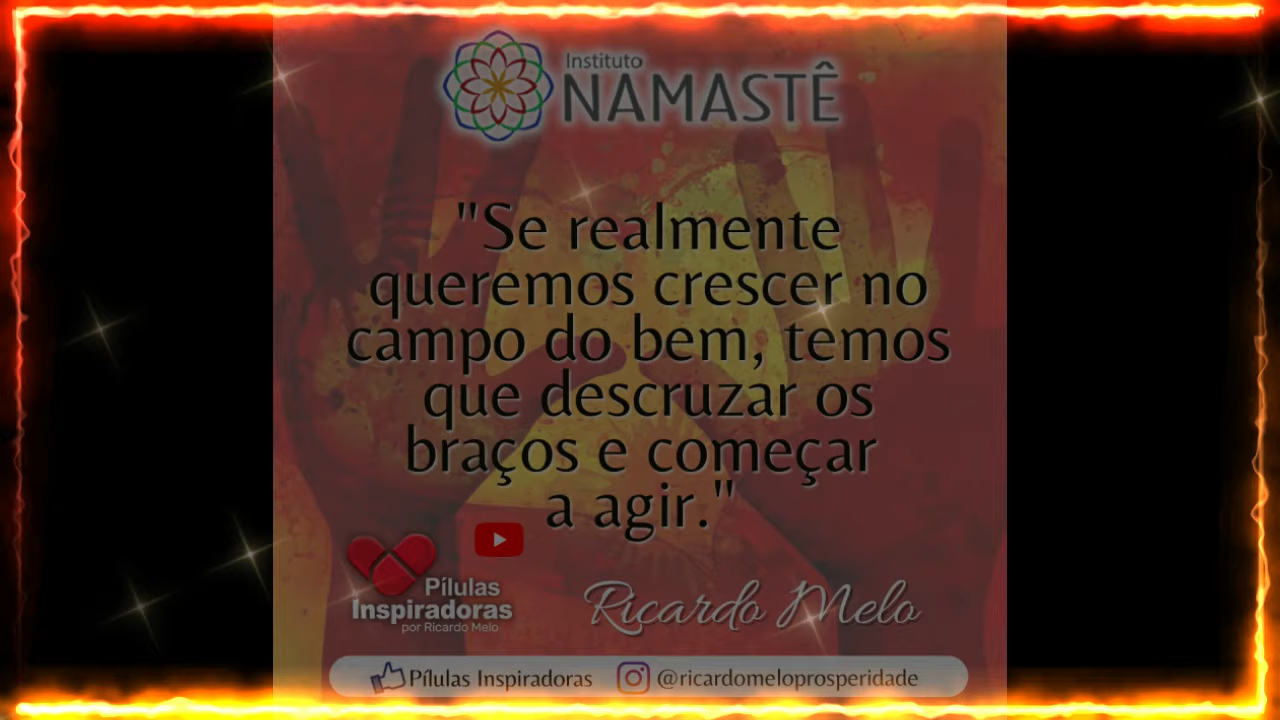 Instituto
NAMASTÊ
"Se realmente
queremos crescer no
campo do bem, temos
que descruzar os
braços e começar
a agir."
Pílulas
Inspiradoras
por Ricardo Melo
Ricardo Melo
Pílulas Inspiradoras @ricardomeloprosperidade